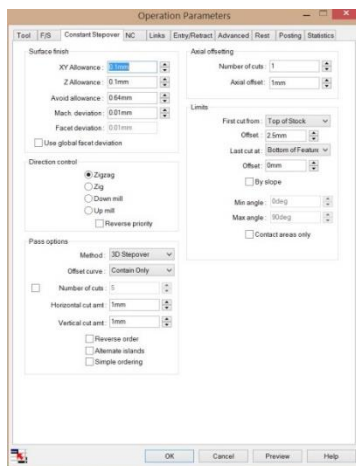 Operation Parameters
Tool F/S Constant Stepover NC Links Entry/Retract Advanced Rest Posting Statistics
Surface finish
XY Allowance: 0.1mm
Z Allowance: 0.1mm
Avoid allowance: 0.64mm
Mach. deviation: 0.01mm
Facet deviation: 0.01mm
Use global facet deviation
Direction control
Zigzag
Zig
Down mill
Up mill
Reverse priority
Pass options
Method: 3D Stepover
Offset curve: Contain Only
Number of cuts: 5
Horizontal cut amt: 1mm
Vertical cut amt: 1mm
Reverse order
Alternate islands
Simple ordering
Axial offsetting
Number of cuts: 1
Axial offset: 1mm
Limits
First cut from: Top of Stock
Offset: 2.5mm
Last cut at: Bottom of Feature
Offset: 0mm
By slope
Min angle: 0deg
Max angle: 90deg
Contact areas only
OK Cancel Preview Help